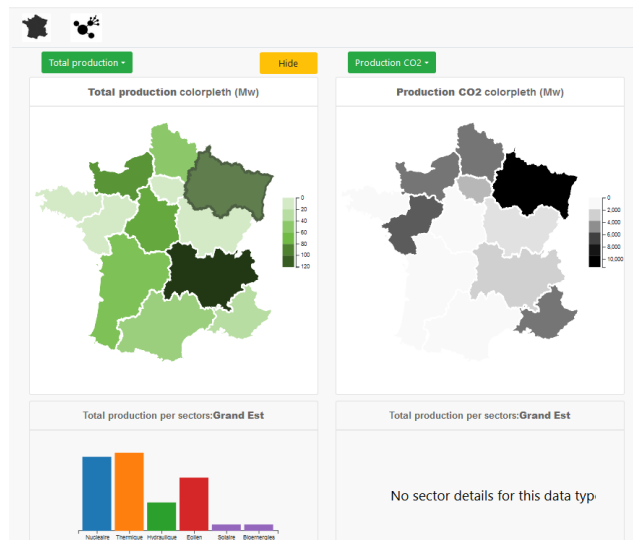 Total production
Hide
Production CO2
Total production colorpleth (Mw)
Production CO2 colorpleth (Mw)
0
20
40
60
80
100
120
0
2,000
4,000
6,000
8,000
10,000
Total production per sectors:Grand Est
Total production per sectors:Grand Est
No sector details for this data type
Nucleaire Thermique Hydraulique Eolien Solaire Bioenergies